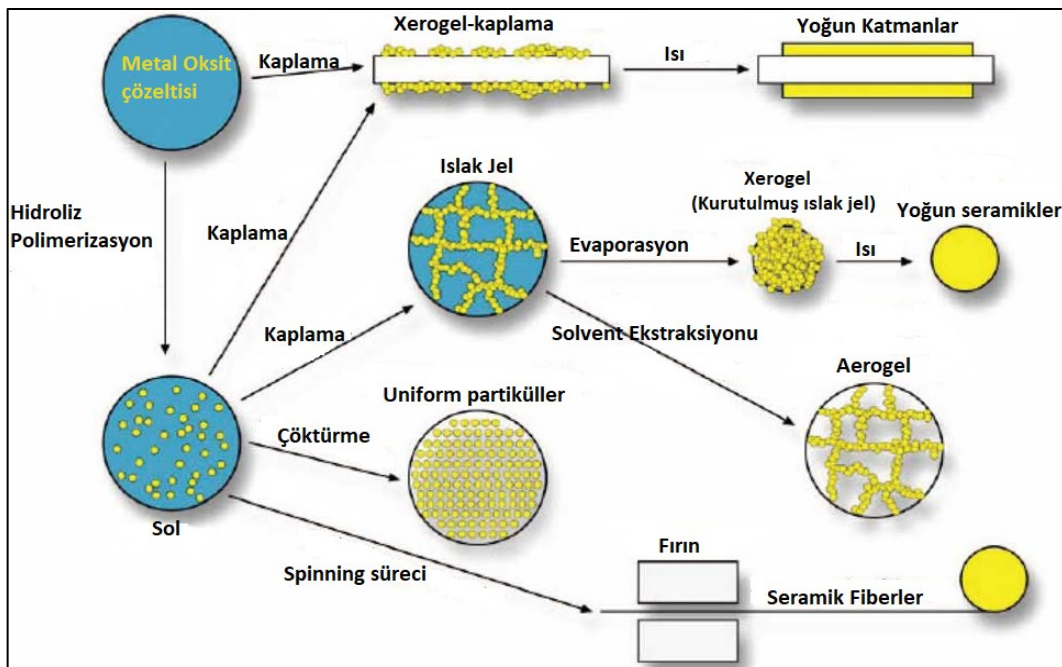 Metal Oksit
çözeltisi
Kaplama
Xerogel-kaplama
Isı
Yoğun Katmanlar
Hidroliz
Polimerizasyon
Kaplama
Islak Jel
Evaporasyon
Xerogel
(Kurutulmuş ıslak jel)
Isı
Yoğun seramikler
Kaplama
Solvent Ekstraksiyonu
Aerogel
Uniform partiküller
Çöktürme
Sol
Spinning süreci
Fırın
Seramik Fiberler